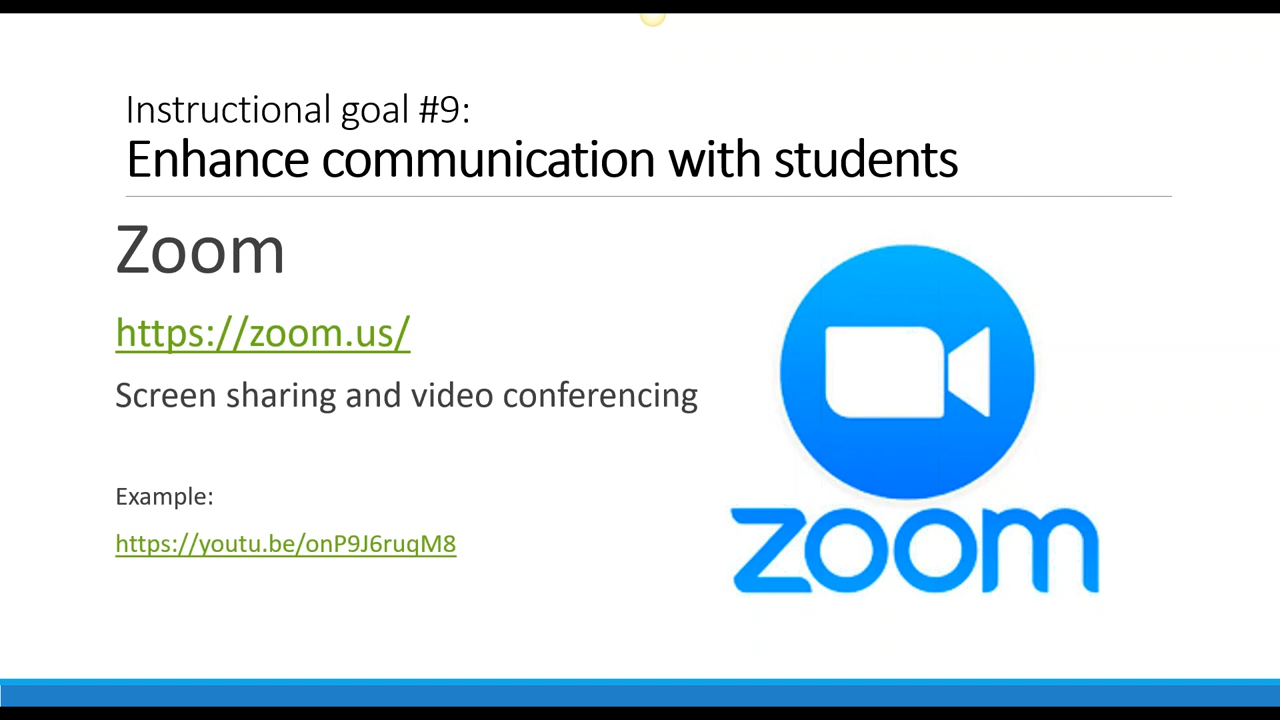 Instructional goal #9:
Enhance communication with students
Zoom
https://zoom.us/
Screen sharing and video conferencing
Example:
https://youtu.be/onP9J6ruqM8
zoom